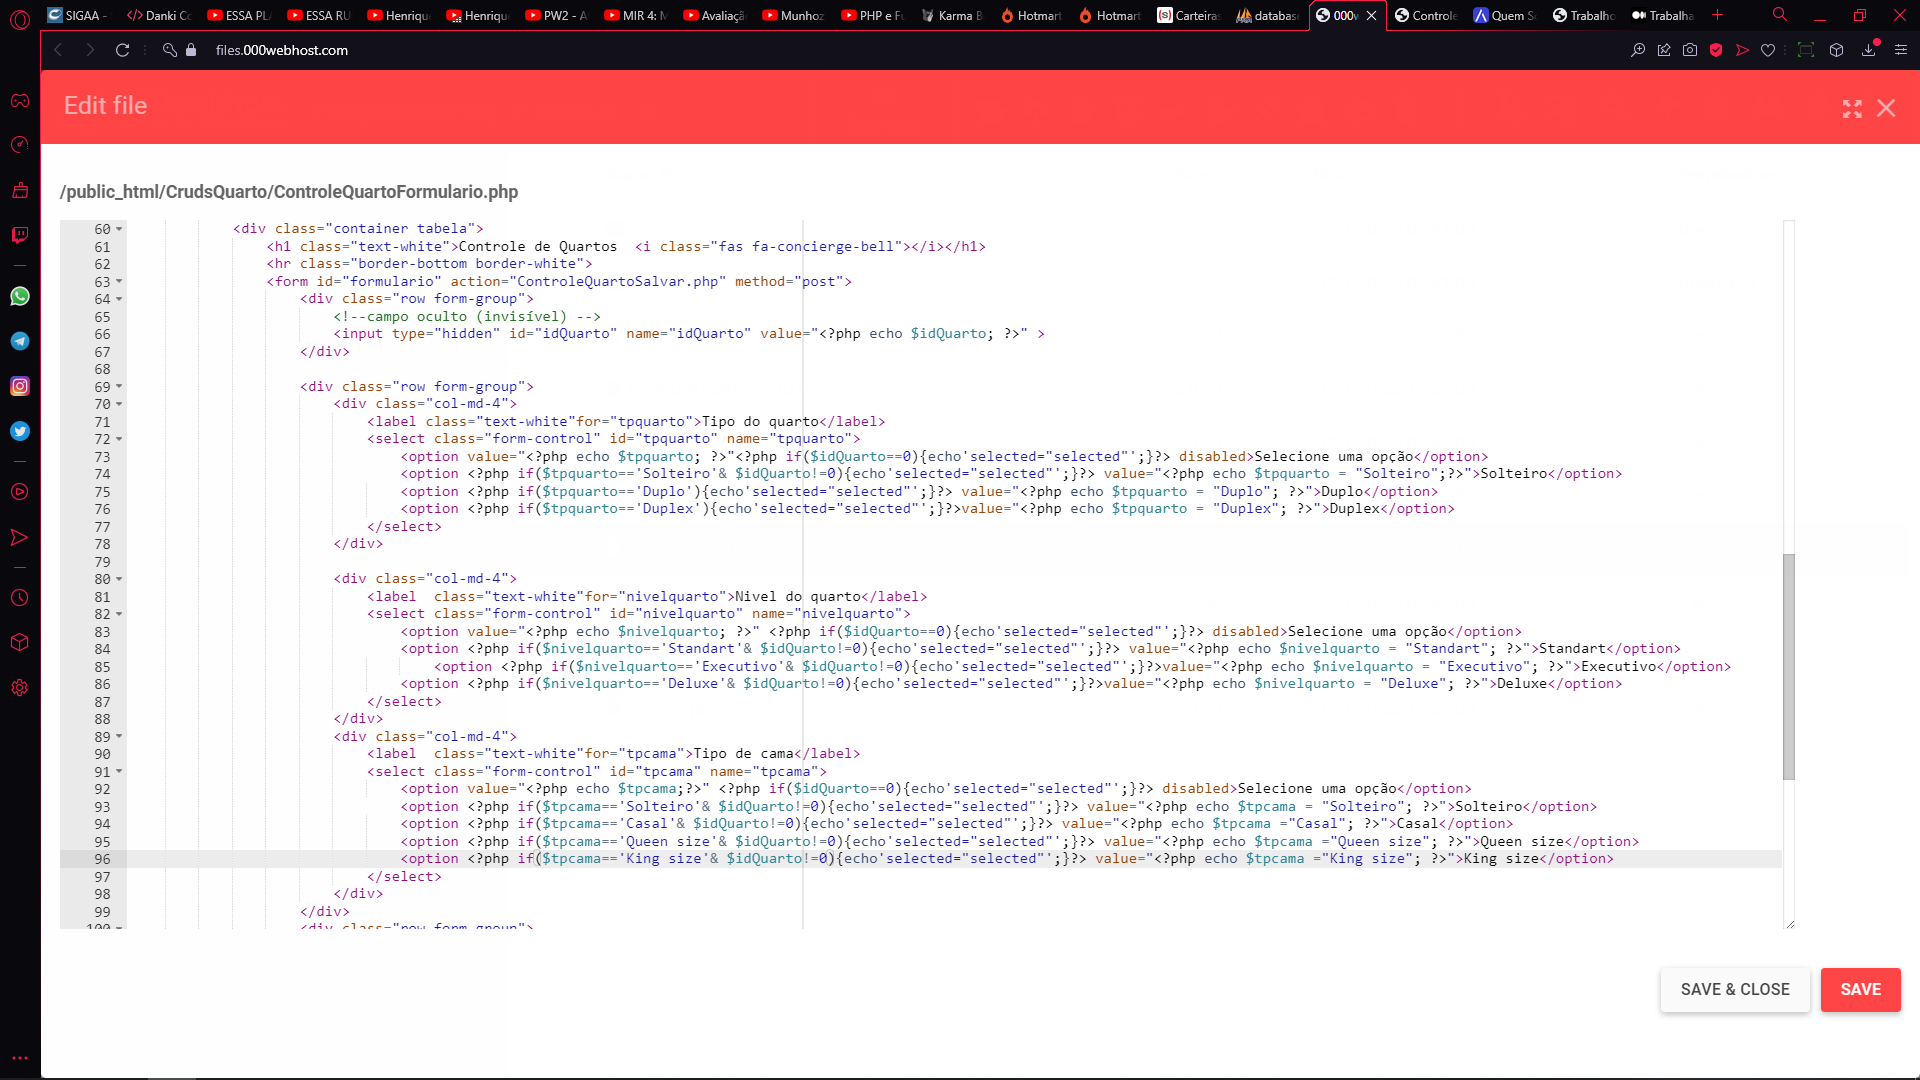 SIGAA -
Danki Co
ESSA PL
ESSA RU
Henriqu
Henriqu
PW2 - A
MIR 4: M
Avaliaçã
Munhoz
PHP e Fu
Karma B
Hotmart
Hotmart
Carteiras
databas
000w
Controle
Quem S
Trabalho
Trabalha
files.000webhost.com
Edit file
/public_html/CrudsQuarto/ControleQuartoFormulario.php
60 <div class="container tabela">
61 <h1 class="text-white">Controle de Quartos  <i class="fas fa-concierge-bell"></i></h1>
62 <hr class="border-bottom border-white">
63 <form id="formulario" action="ControleQuartoSalvar.php" method="post">
64 <div class="row form-group">
65 <!--campo oculto (invisível) -->
66 <input type="hidden" id="idQuarto" name="idQuarto" value="<?php echo $idQuarto; ?>" >
67 </div>
68
69 <div class="row form-group">
70 <div class="col-md-4">
71 <label class="text-white"for="tpquarto">Tipo do quarto</label>
72 <select class="form-control" id="tpquarto" name="tpquarto">
73 <option value="<?php echo $tpquarto; ?>"<?php if($idQuarto==0){echo'selected="selected"';}?> disabled>Selecione uma opção</option>
74 <option <?php if($tpquarto=='Solteiro'& $idQuarto!=0){echo'selected="selected"';}?> value="<?php echo $tpquarto = "Solteiro";?>">Solteiro</option>
75 <option <?php if($tpquarto=='Duplo'){echo'selected="selected"';}?> value="<?php echo $tpquarto = "Duplo"; ?>">Duplo</option>
76 <option <?php if($tpquarto=='Duplex'){echo'selected="selected"';}?>value="<?php echo $tpquarto = "Duplex"; ?>">Duplex</option>
77 </select>
78 </div>
79
80 <div class="col-md-4">
81 <label  class="text-white"for="nivelquarto">Nivel do quarto</label>
82 <select class="form-control" id="nivelquarto" name="nivelquarto">
83 <option value="<?php echo $nivelquarto; ?>" <?php if($idQuarto==0){echo'selected="selected"';}?> disabled>Selecione uma opção</option>
84 <option <?php if($nivelquarto=='Standart'& $idQuarto!=0){echo'selected="selected"';}?> value="<?php echo $nivelquarto = "Standart"; ?>">Standart</option>
85 <option <?php if($nivelquarto=='Executivo'& $idQuarto!=0){echo'selected="selected"';}?>value="<?php echo $nivelquarto = "Executivo"; ?>">Executivo</option>
86 <option <?php if($nivelquarto=='Deluxe'& $idQuarto!=0){echo'selected="selected"';}?>value="<?php echo $nivelquarto = "Deluxe"; ?>">Deluxe</option>
87 </select>
88 </div>
89 <div class="col-md-4">
90 <label  class="text-white"for="tpcama">Tipo de cama</label>
91 <select class="form-control" id="tpcama" name="tpcama">
92 <option value="<?php echo $tpcama;?>" <?php if($idQuarto==0){echo'selected="selected"';}?> disabled>Selecione uma opção</option>
93 <option <?php if($tpcama=='Solteiro'& $idQuarto!=0){echo'selected="selected"';}?> value="<?php echo $tpcama = "Solteiro"; ?>">Solteiro</option>
94 <option <?php if($tpcama=='Casal'& $idQuarto!=0){echo'selected="selected"';}?> value="<?php echo $tpcama ="Casal"; ?>">Casal</option>
95 <option <?php if($tpcama=='Queen size'& $idQuarto!=0){echo'selected="selected"';}?> value="<?php echo $tpcama ="Queen size"; ?>">Queen size</option>
96 <option <?php if($tpcama=='King size'& $idQuarto!=0){echo'selected="selected"';}?> value="<?php echo $tpcama ="King size"; ?>">King size</option>
97 </select>
98 </div>
99 </div>
100 <div class="row form-group">
SAVE & CLOSE
SAVE